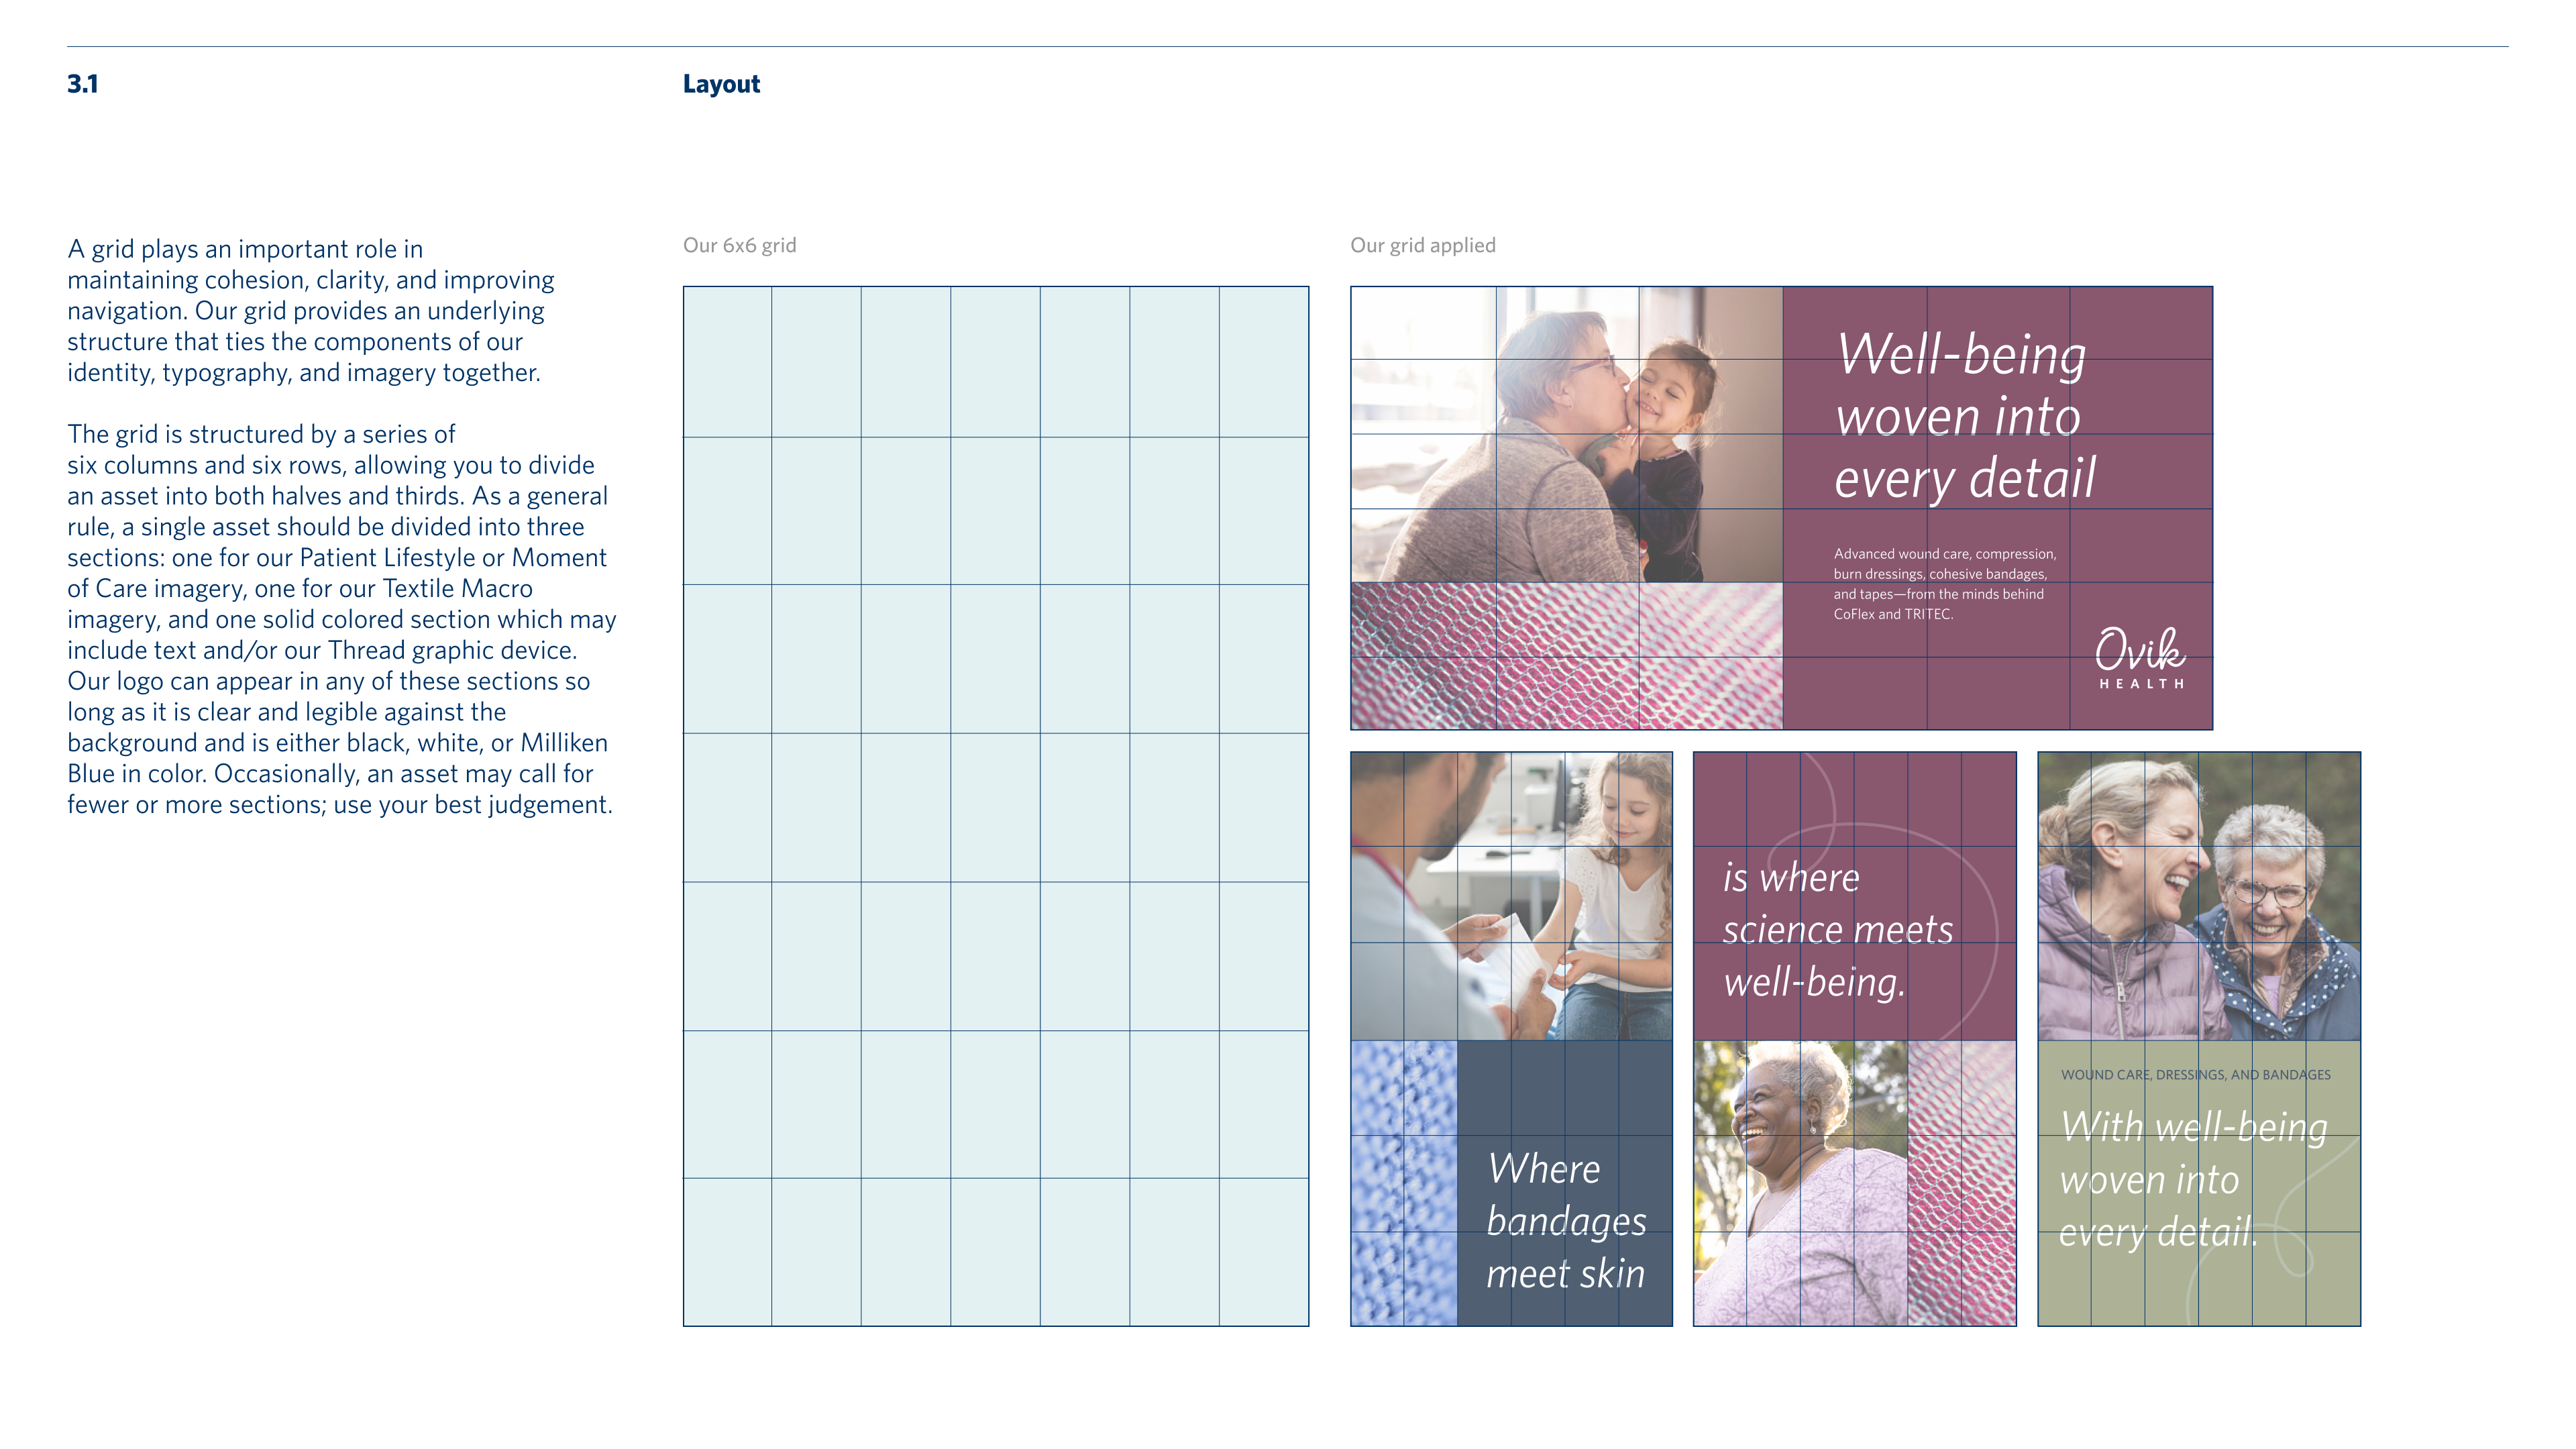 3.1
Layout
A grid plays an important role in
maintaining cohesion, clarity, and improving
navigation. Our grid provides an underlying
structure that ties the components of our
identity, typography, and imagery together.
The grid is structured by a series of
six columns and six rows, allowing you to divide
an asset into both halves and thirds. As a general
rule, a single asset should be divided into three
sections: one for our Patient Lifestyle or Moment
of Care imagery, one for our Textile Macro
imagery, and one solid colored section which may
include text and/or our Thread graphic device.
Our logo can appear in any of these sections so
long as it is clear and legible against the
background and is either black, white, or Milliken
Blue in color. Occasionally, an asset may call for
fewer or more sections; use your best judgement.
Our 6x6 grid
Our grid applied
Well-being
woven into
every detail
Advanced wound care, compression,
burn dressings, cohesive bandages,
and tapes—from the minds behind
CoFlex and TRITEC.
Ovik
HEALTH
Where
bandages
meet skin
is where
science meets
well-being.
WOUND CARE, DRESSINGS, AND BANDAGES
With well-being
woven into
every detail.